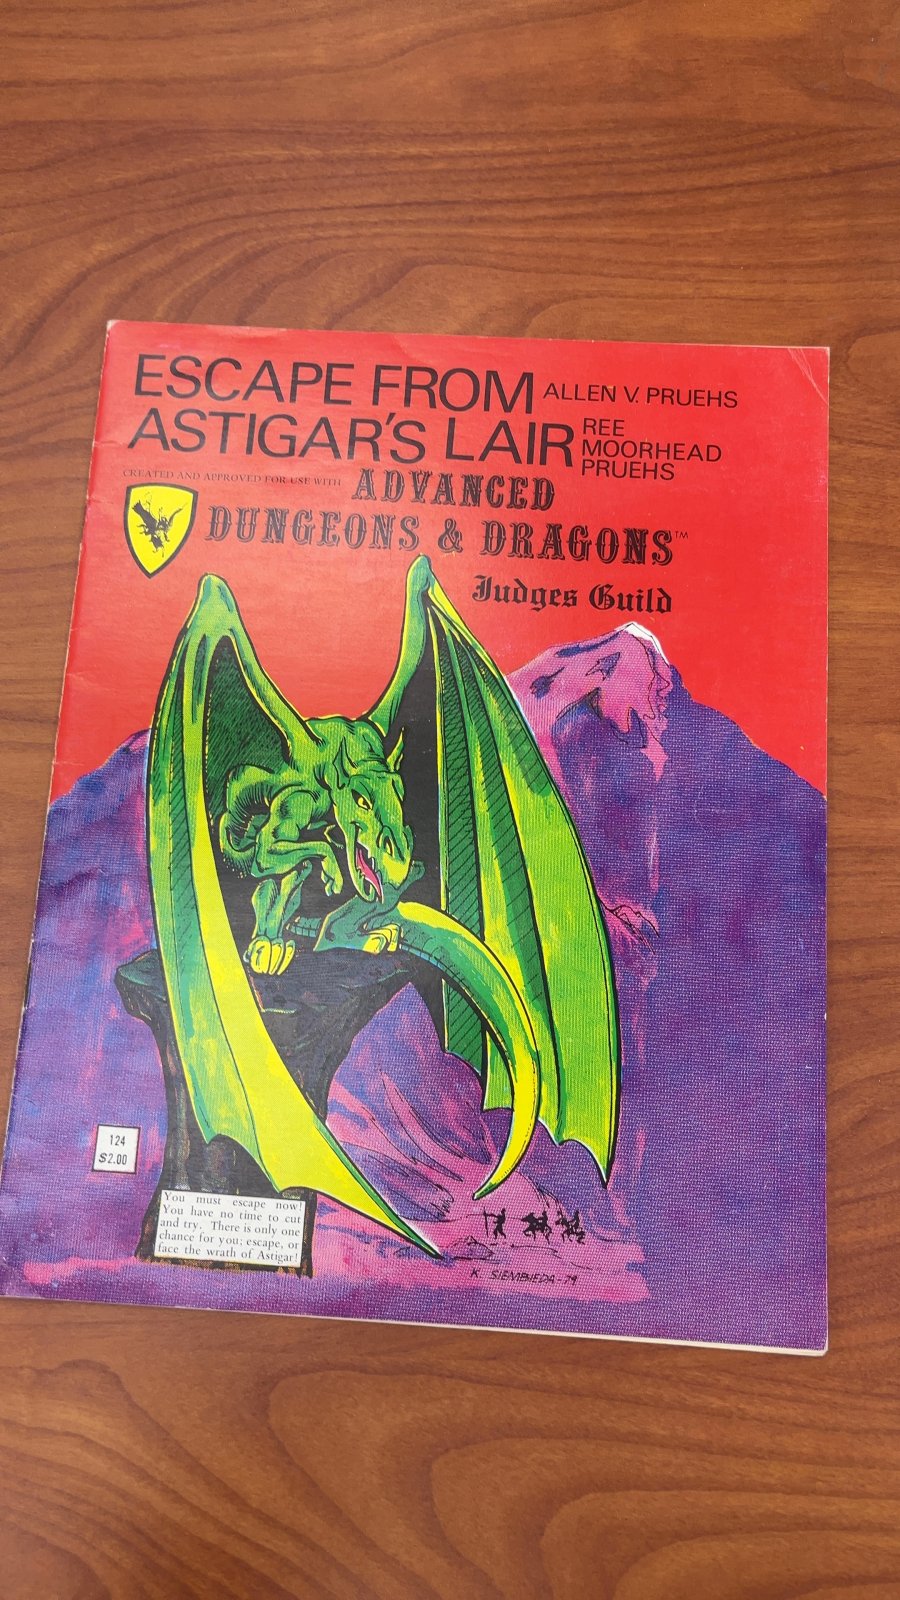 ESCAPE FROM
ASTIGAR'S LAIR
ALLEN V. PRUEHS
REE
MOORHEAD
PRUEHS
CREATED AND APPROVED FOR USE WITH
ADVANCED
DUNGEONS & DRAGONS™
Judges Guild
124
$2.00
You must escape now!
You have no time to cut
and try. There is only one
chance for you; escape, or
face the wrath of Astigar!
K. SIEMBIEDA-79